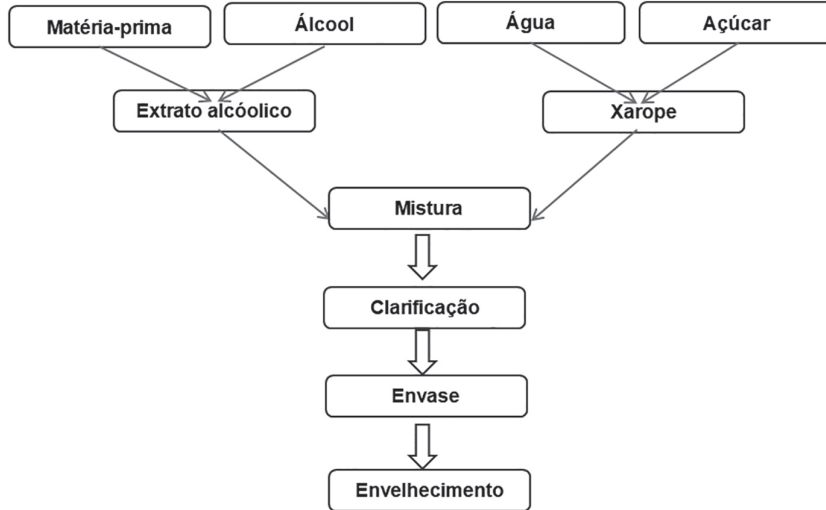 Matéria-prima
Álcool
Água
Açúcar
Extrato alcóolico
Xarope
Mistura
Clarificação
Envase
Envelhecimento